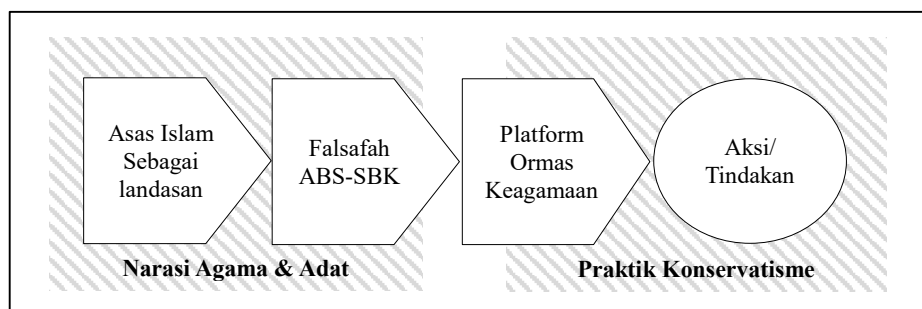 Asas Islam
Sebagai
landasan
Falsafah
ABS-SBK
Platform
Ormas
Keagamaan
Aksi/
Tindakan
Narasi Agama & Adat
Praktik Konservatisme